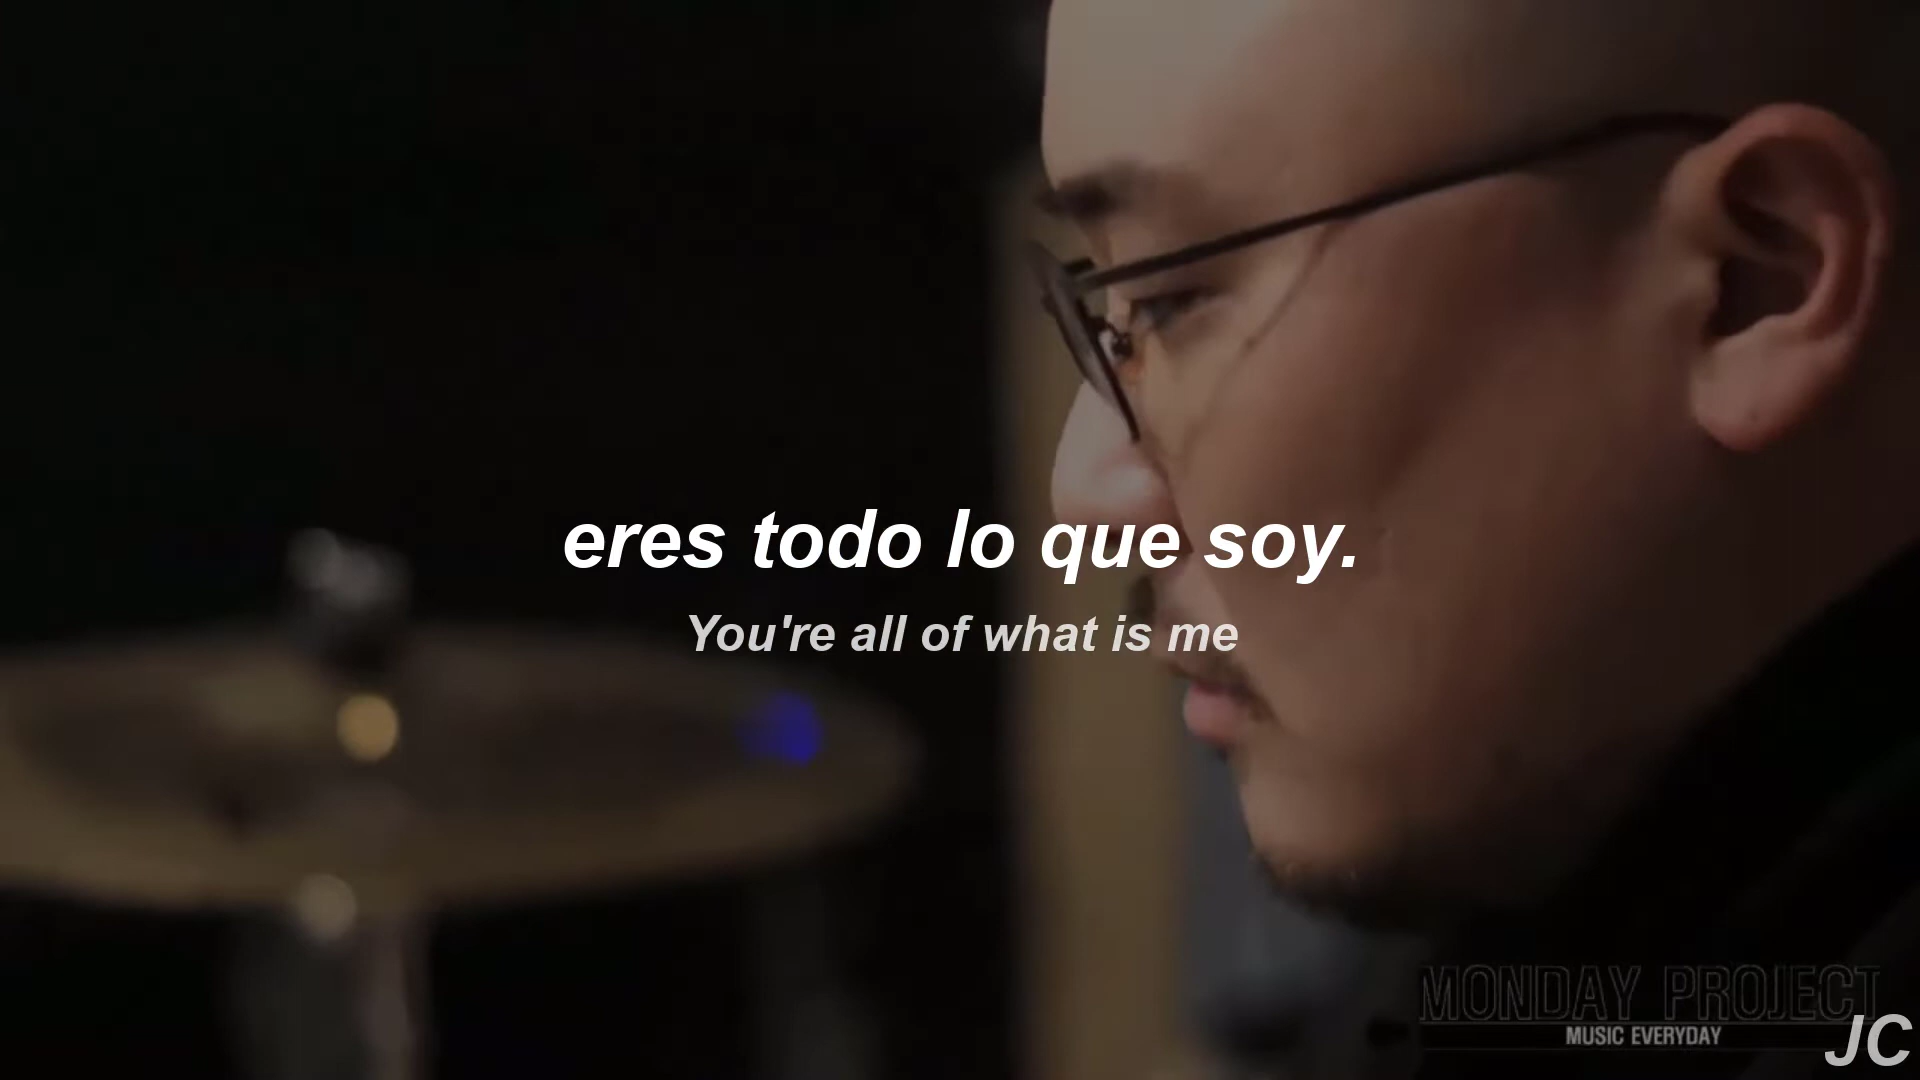 eres todo lo que soy.
You're all of what is me
MONDAY PROJECT
MUSIC EVERYDAY
JC